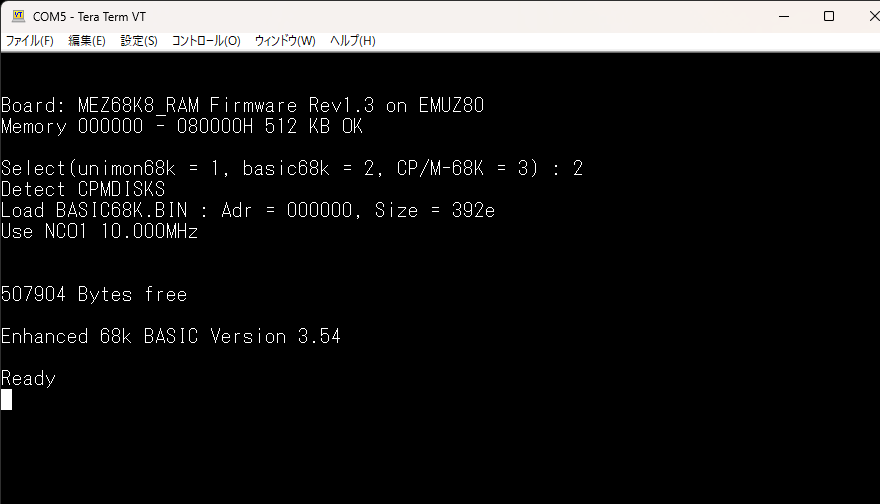 COM5 - Tera Term VT
ファイル(F) 編集(E) 設定(S) コントロール(O) ウィンドウ(W) ヘルプ(H)
Board: MEZ68K8_RAM Firmware Rev1.3 on EMUZ80
Memory 000000 - 080000H 512 KB OK
Select(unimon68k = 1, basic68k = 2, CP/M-68K = 3) : 2
Detect CPMDISKS
Load BASIC68K.BIN : Adr = 000000, Size = 392e
Use NCO1 10.000MHz
507904 Bytes free
Enhanced 68k BASIC Version 3.54
Ready